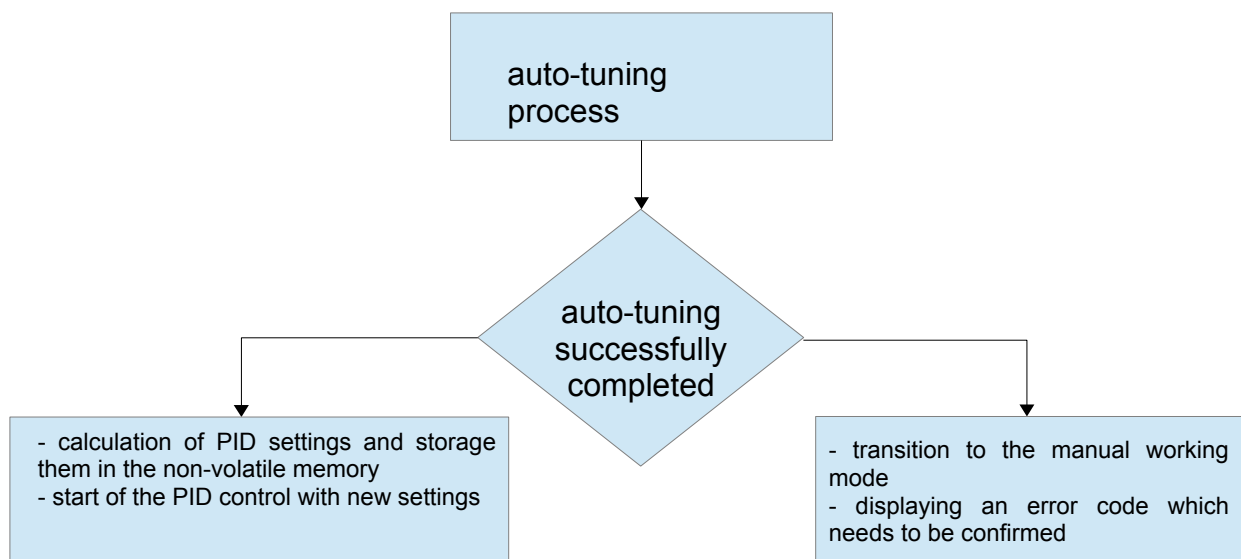 auto-tuning
process
auto-tuning
successfully
completed
- calculation of PID settings and storage
them in the non-volatile memory
- start of the PID control with new settings
- transition to the manual working
mode
- displaying an error code which
needs to be confirmed